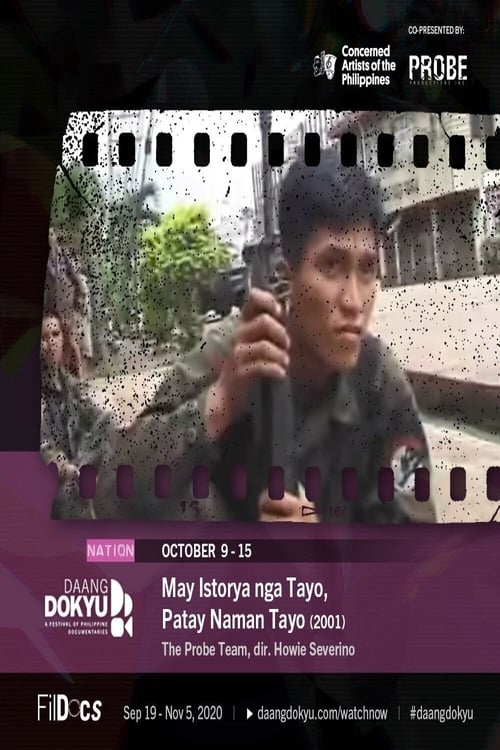 CO-PRESENTED BY:
Concerned
Artists of the
Philippines
PROBE
PRODUCTIONS INC.
NATION
OCTOBER 9 - 15
DAANG
DOKYU
A FESTIVAL OF PHILIPPINE
DOCUMENTARIES
May Istorya nga Tayo,
Patay Naman Tayo (2001)
The Probe Team, dir. Howie Severino
FilDocs
Sep 19 - Nov 5, 2020 | daangdokyu.com/watchnow | #daangdokyu